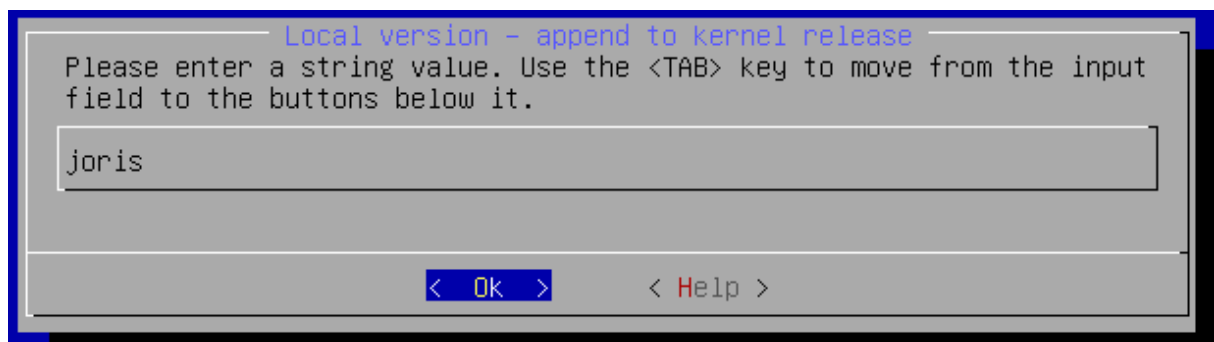 Local version - append to kernel release
Please enter a string value. Use the <TAB> key to move from the input
field to the buttons below it.
joris
< Ok > < Help >